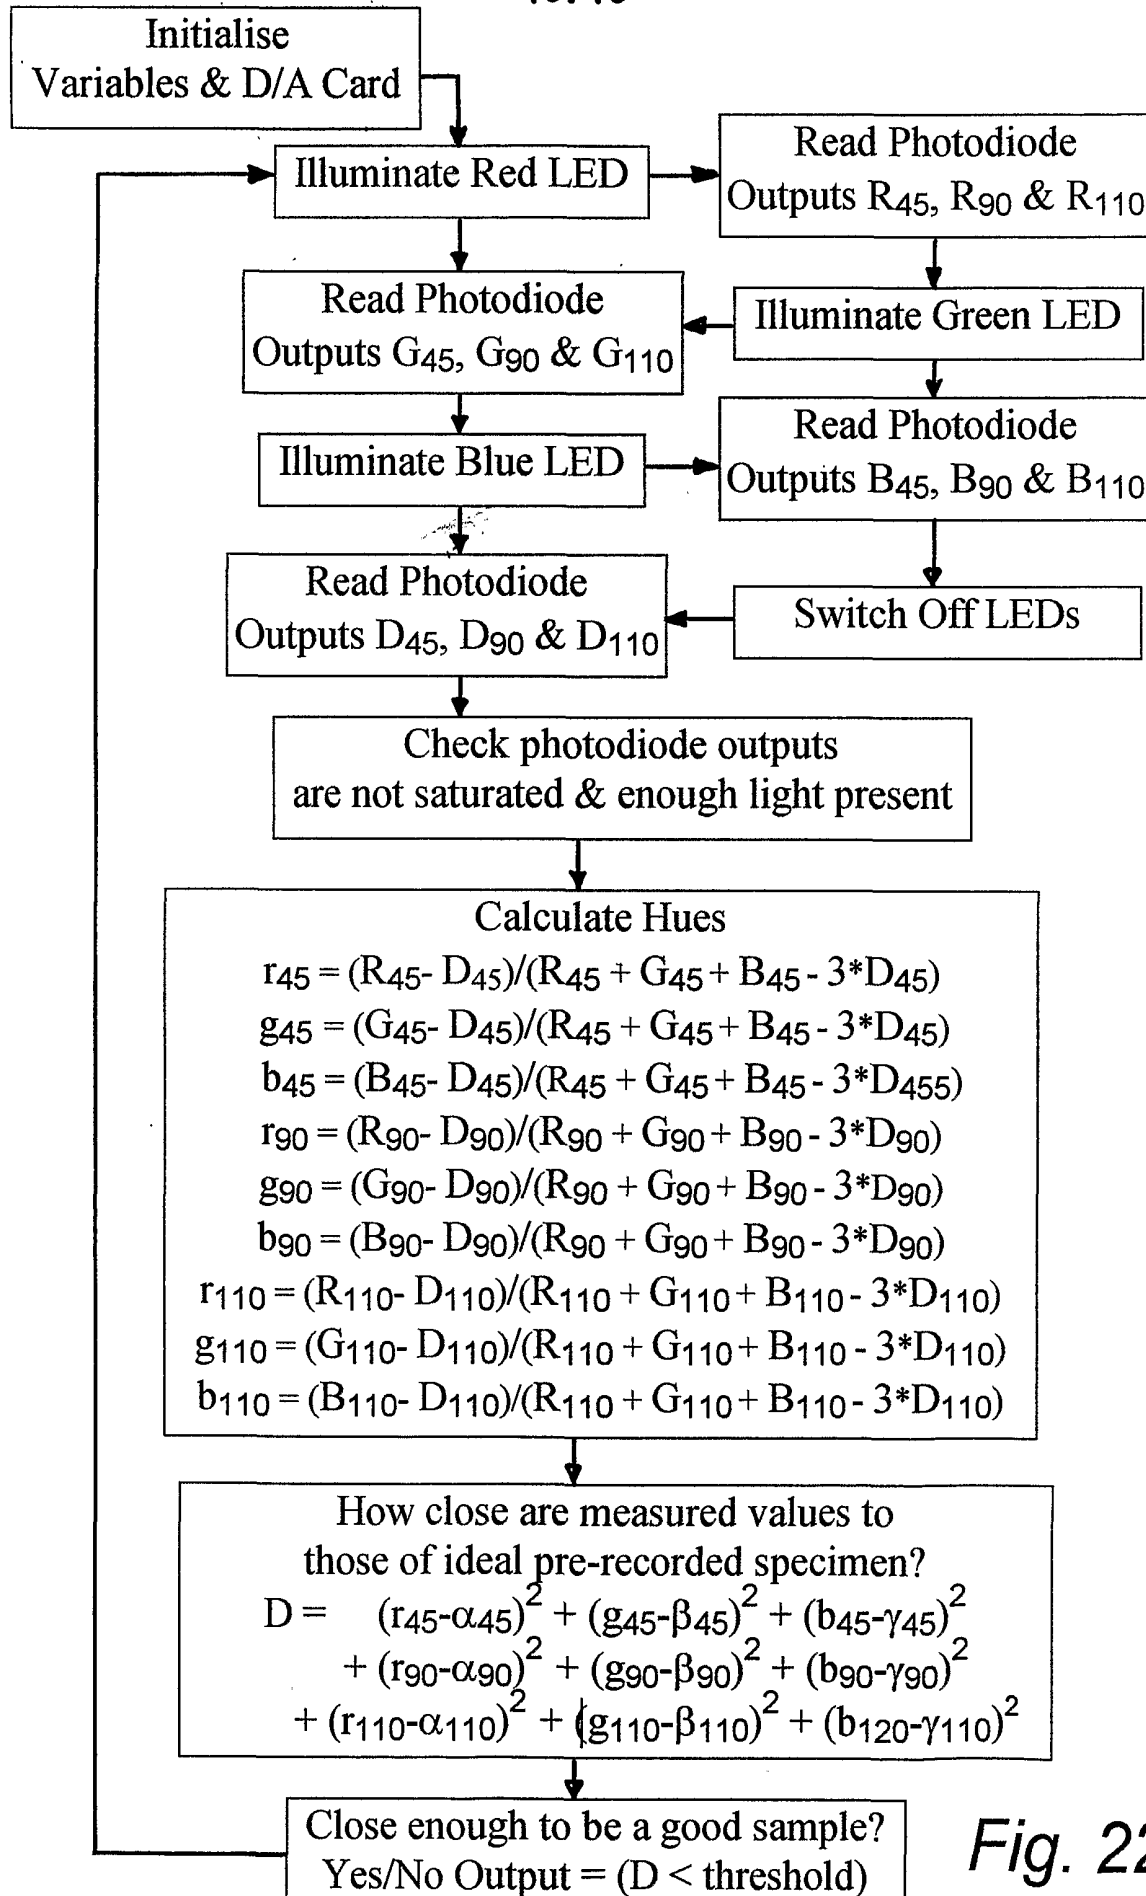 Initialise
Variables & D/A Card
Illuminate Red LED
Read Photodiode
Outputs R45, R90 & R110
Read Photodiode
Outputs G45, G90 & G110
Illuminate Green LED
Illuminate Blue LED
Read Photodiode
Outputs B45, B90 & B110
Read Photodiode
Outputs D45, D90 & D110
Switch Off LEDs
Check photodiode outputs
are not saturated & enough light present
Calculate Hues
r45 = (R45- D45)/(R45 + G45 + B45 - 3*D45)
g45 = (G45- D45)/(R45 + G45 + B45 - 3*D45)
b45 = (B45- D45)/(R45 + G45 + B45 - 3*D455)
r90 = (R90- D90)/(R90 + G90 + B90 - 3*D90)
g90 = (G90- D90)/(R90 + G90 + B90 - 3*D90)
b90 = (B90- D90)/(R90 + G90 + B90 - 3*D90)
r110 = (R110- D110)/(R110 + G110 + B110 - 3*D110)
g110 = (G110- D110)/(R110 + G110 + B110 - 3*D110)
b110 = (B110- D110)/(R110 + G110 + B110 - 3*D110)
How close are measured values to
those of ideal pre-recorded specimen?
D = (r45-α45)² + (g45-β45)² + (b45-γ45)²
+ (r90-α90)² + (g90-β90)² + (b90-γ90)²
+ (r110-α110)² + (g110-β110)² + (b120-γ110)²
Close enough to be a good sample?
Yes/No Output = (D < threshold)
Fig. 22